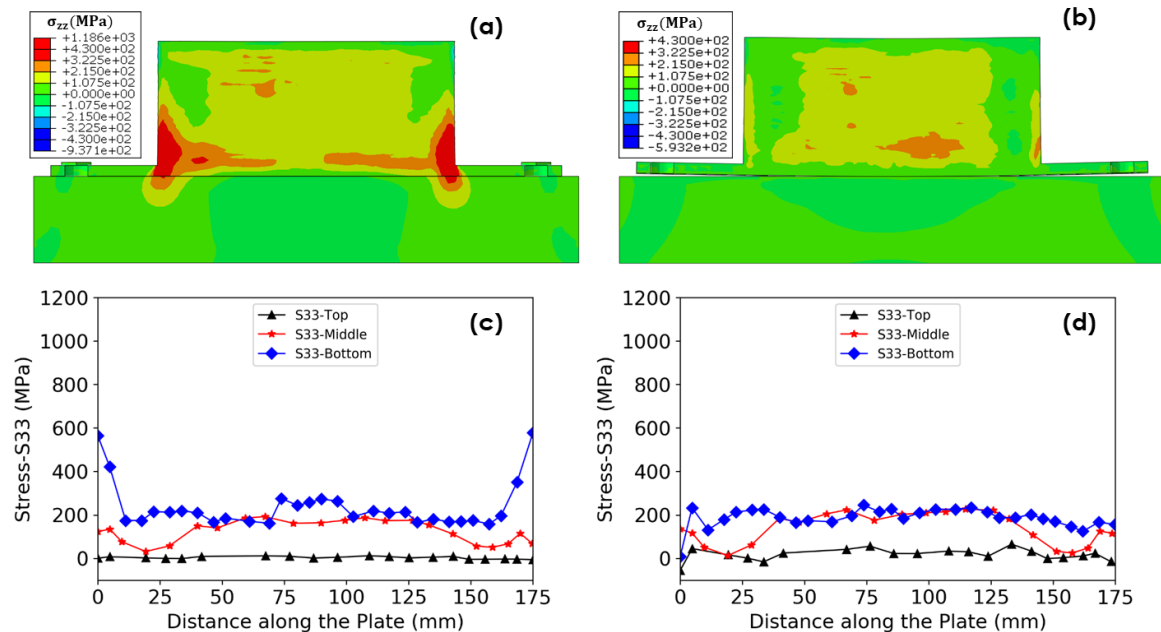 σzz(MPa)
+1.186e+03
+4.300e+02
+3.225e+02
+2.150e+02
+1.075e+02
+0.000e+00
-1.075e+02
-2.150e+02
-3.225e+02
-4.300e+02
-9.371e+02
(a)
σzz(MPa)
+4.300e+02
+3.225e+02
+2.150e+02
+1.075e+02
+0.000e+00
-1.075e+02
-2.150e+02
-3.225e+02
-4.300e+02
-5.932e+02
(b)
1200
1000
800
600
400
200
0
Stress-S33 (MPa)
S33-Top
S33-Middle
S33-Bottom
(c)
0 25 50 75 100 125 150 175
Distance along the Plate (mm)
1200
1000
800
600
400
200
0
Stress-S33 (MPa)
S33-Top
S33-Middle
S33-Bottom
(d)
0 25 50 75 100 125 150 175
Distance along the Plate (mm)